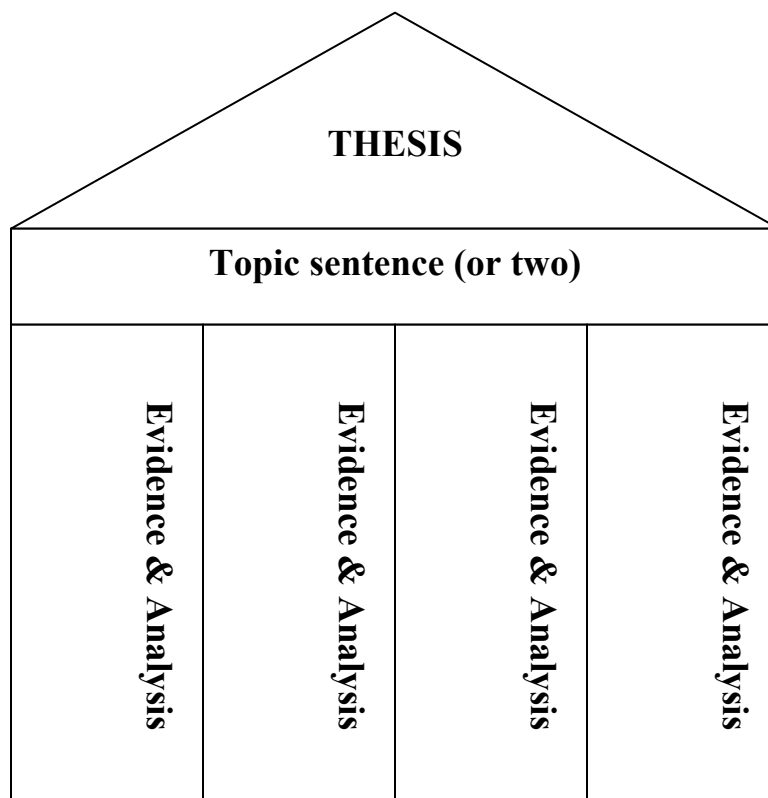 THESIS
Topic sentence (or two)
Evidence & Analysis
Evidence & Analysis
Evidence & Analysis
Evidence & Analysis